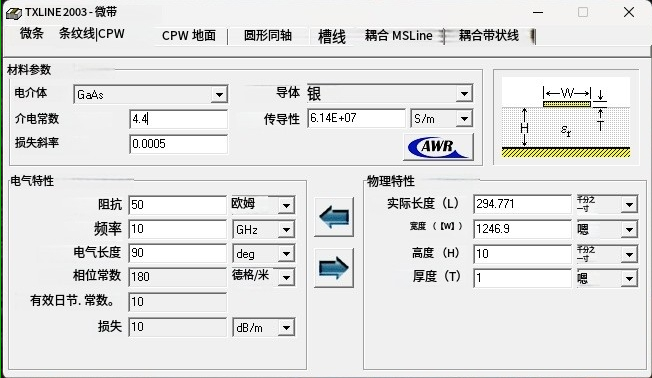 TXLINE 2003 - 微带
微条 条纹线|CPW CPW 地面 圆形同轴 槽线 耦合 MSLine 耦合带状线
材料参数
电介体 GaAs 导体 银
介电常数 4.4 传导性 6.14E+07 S/m
损失斜率 0.0005
AWR
W
H
T
εr
电气特性
阻抗 50 欧姆
频率 10 GHz
电气长度 90 deg
相位常数 180 德格/米
有效日节. 常数。 10
损失 10 dB/m
物理特性
实际长度（L） 294.771 千分之一寸
宽度（【W】） 1246.9 嗯
高度（H） 10 千分之一寸
厚度（T） 1 嗯